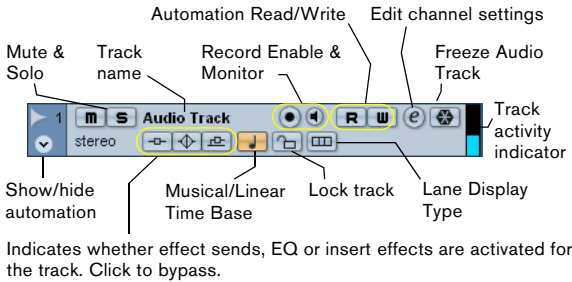 Automation Read/Write
Edit channel settings
Mute &
Solo
Track
name
Record Enable &
Monitor
Freeze Audio
Track
1
m S Audio Track R W e
stereo
Track
activity
indicator
Show/hide
automation
Musical/Linear
Time Base
Lock track
Lane Display
Type
Indicates whether effect sends, EQ or insert effects are activated for
the track. Click to bypass.